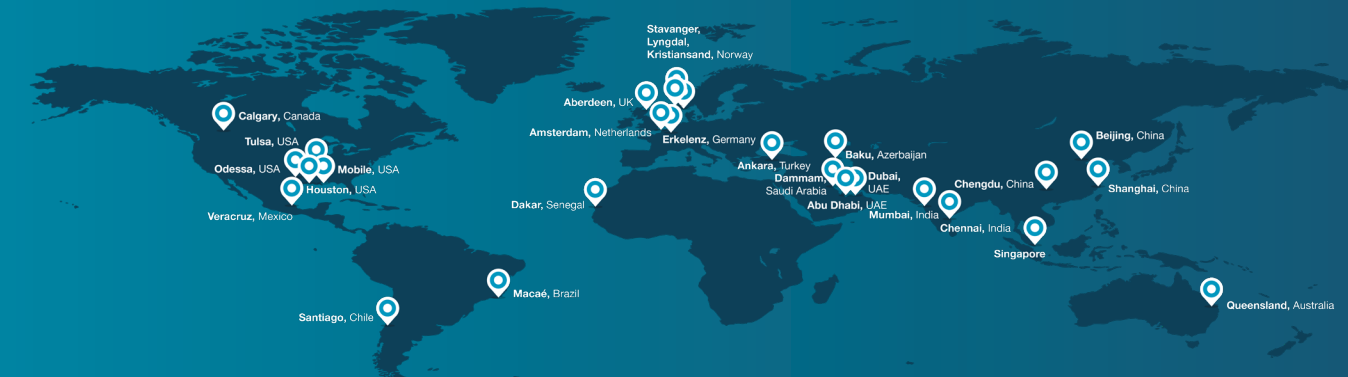 Stavanger,
Lyngdal,
Kristiansand, Norway
Aberdeen, UK
Calgary, Canada
Amsterdam, Netherlands
Erkelenz, Germany
Beijing, China
Tulsa, USA
Baku, Azerbaijan
Ankara, Turkey
Odessa, USA
Mobile, USA
Dammam,
Saudi Arabia
Dubai,
UAE
Chengdu, China
Shanghai, China
Houston, USA
Dakar, Senegal
Abu Dhabi, UAE
Veracruz, Mexico
Mumbai, India
Chennai, India
Singapore
Macaé, Brazil
Queensland, Australia
Santiago, Chile